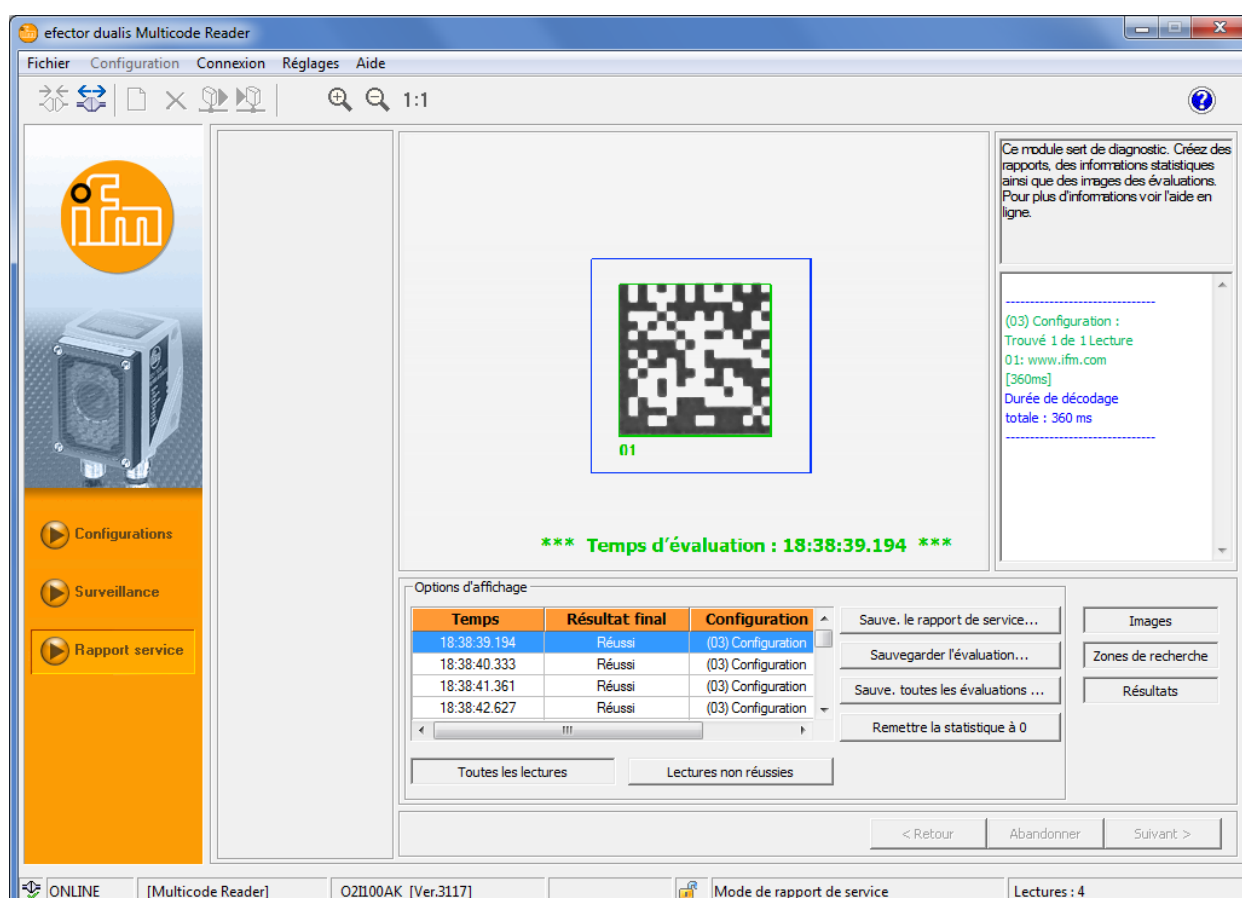 efector dualis Multicode Reader
Fichier Configuration Connexion Réglages Aide
1:1
ifm
Configurations
Surveillance
Rapport service
01
*** Temps d'évaluation : 18:38:39.194 ***
Ce module sert de diagnostic. Créez des
rapports, des informations statistiques
ainsi que des images des évaluations.
Pour plus d'informations voir l'aide en
ligne.
-------------------------------
(03) Configuration :
Trouvé 1 de 1 Lecture
01: www.ifm.com
[360ms]
Durée de décodage
totale : 360 ms
-------------------------------
Options d'affichage
Temps Résultat final Configuration
18:38:39.194 Réussi (03) Configuration
18:38:40.333 Réussi (03) Configuration
18:38:41.361 Réussi (03) Configuration
18:38:42.627 Réussi (03) Configuration
Toutes les lectures Lectures non réussies
Sauve. le rapport de service...
Sauvegarder l'évaluation...
Sauve. toutes les évaluations ...
Remettre la statistique à 0
Images
Zones de recherche
Résultats
< Retour Abandonner Suivant >
ONLINE [Multicode Reader] O2I100AK [Ver.3117] Mode de rapport de service Lectures : 4